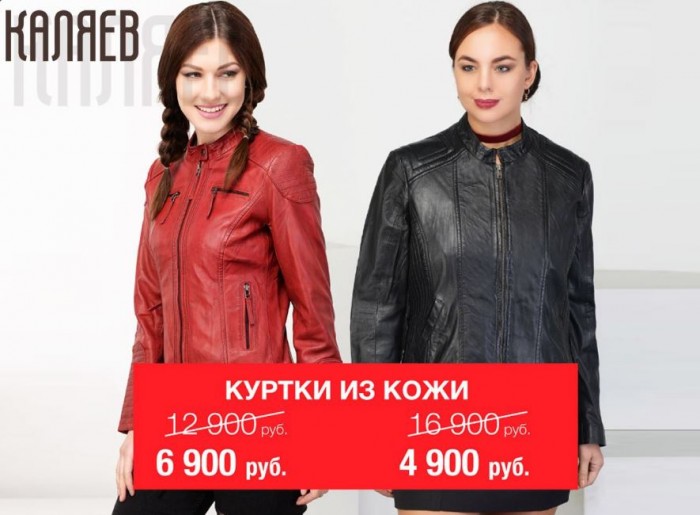 КАЛЯЕВ
КУРТКИ ИЗ КОЖИ
12 900 руб. 16 900 руб.
6 900 руб. 4 900 руб.